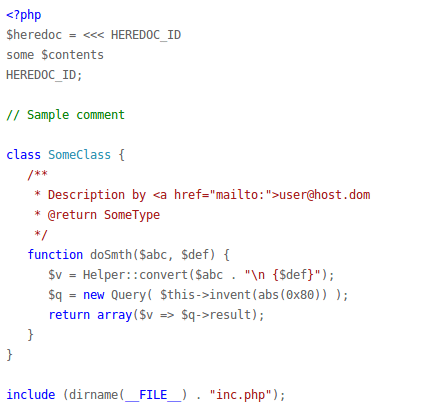 <?php
$heredoc = <<< HEREDOC_ID
some $contents
HEREDOC_ID;

// Sample comment

class SomeClass {
   /**
    * Description by <a href="mailto:">user@host.dom
    * @return SomeType
    */
   function doSmth($abc, $def) {
      $v = Helper::convert($abc . "\n {$def}");
      $q = new Query( $this->invent(abs(0x80)) );
      return array($v => $q->result);
   }
}

include (dirname(__FILE__) . "inc.php");